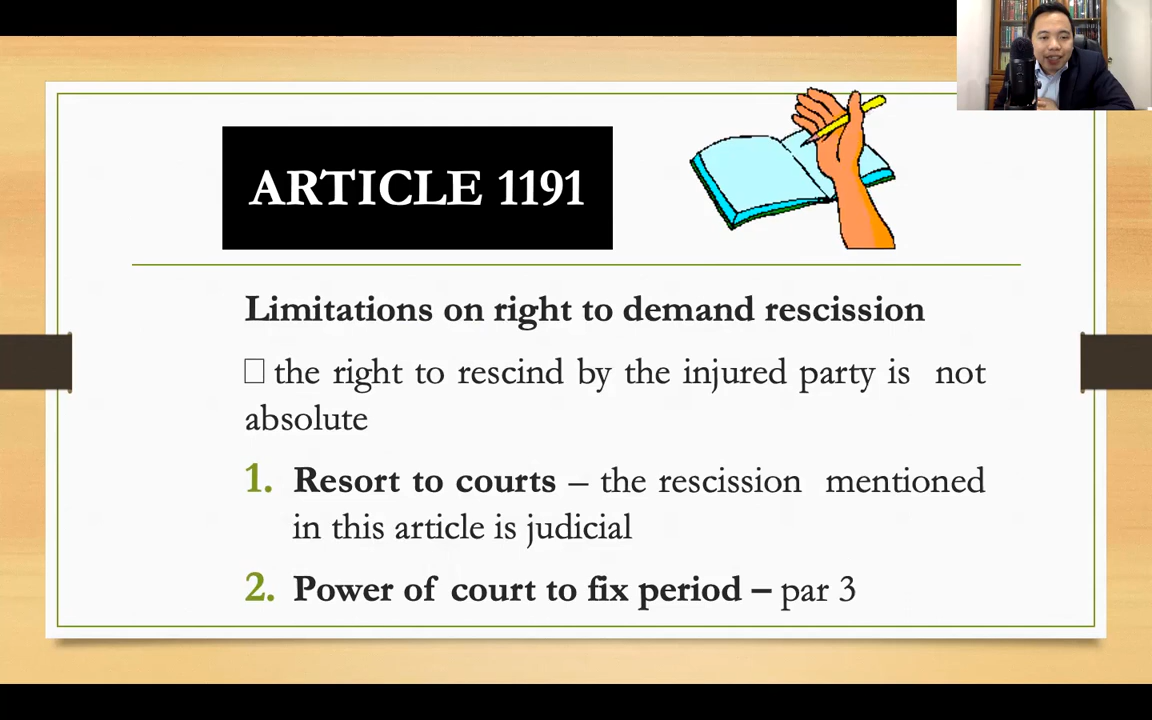 ARTICLE 1191
Limitations on right to demand rescission
□ the right to rescind by the injured party is not
absolute
1. Resort to courts – the rescission mentioned
in this article is judicial
2. Power of court to fix period – par 3